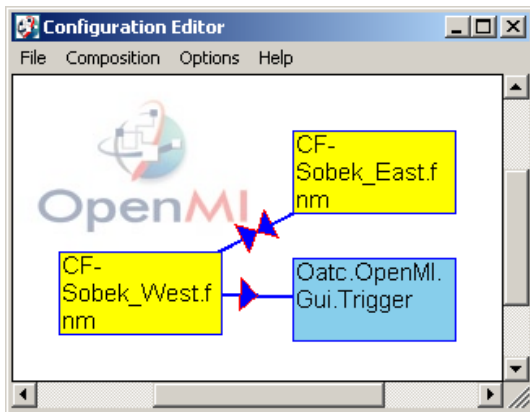 Configuration Editor
File Composition Options Help
OpenMI
CF-
Sobek_East.f
nm
CF-
Sobek_West.f
nm
Oatc.OpenMI.
Gui.Trigger